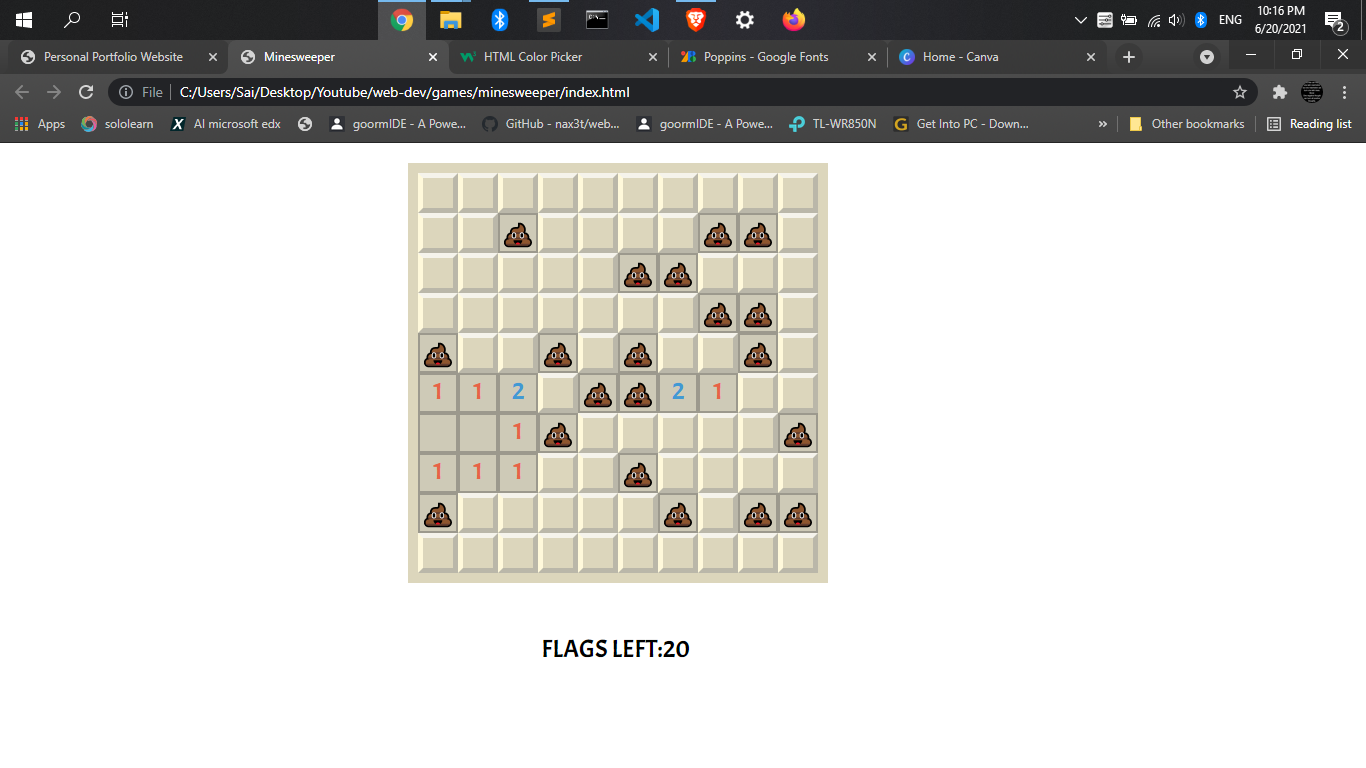 10:16 PM
ENG
6/20/2021
2
Personal Portfolio Website
Minesweeper
HTML Color Picker
Poppins - Google Fonts
Home - Canva
File
C:/Users/Sai/Desktop/Youtube/web-dev/games/minesweeper/index.html
Apps
sololearn
AI microsoft edx
goormIDE - A Powe...
GitHub - nax3t/web...
goormIDE - A Powe...
TL-WR850N
Get Into PC - Down...
»
Other bookmarks
Reading list
1 1 2 2 1
1
1 1 1
FLAGS LEFT:20